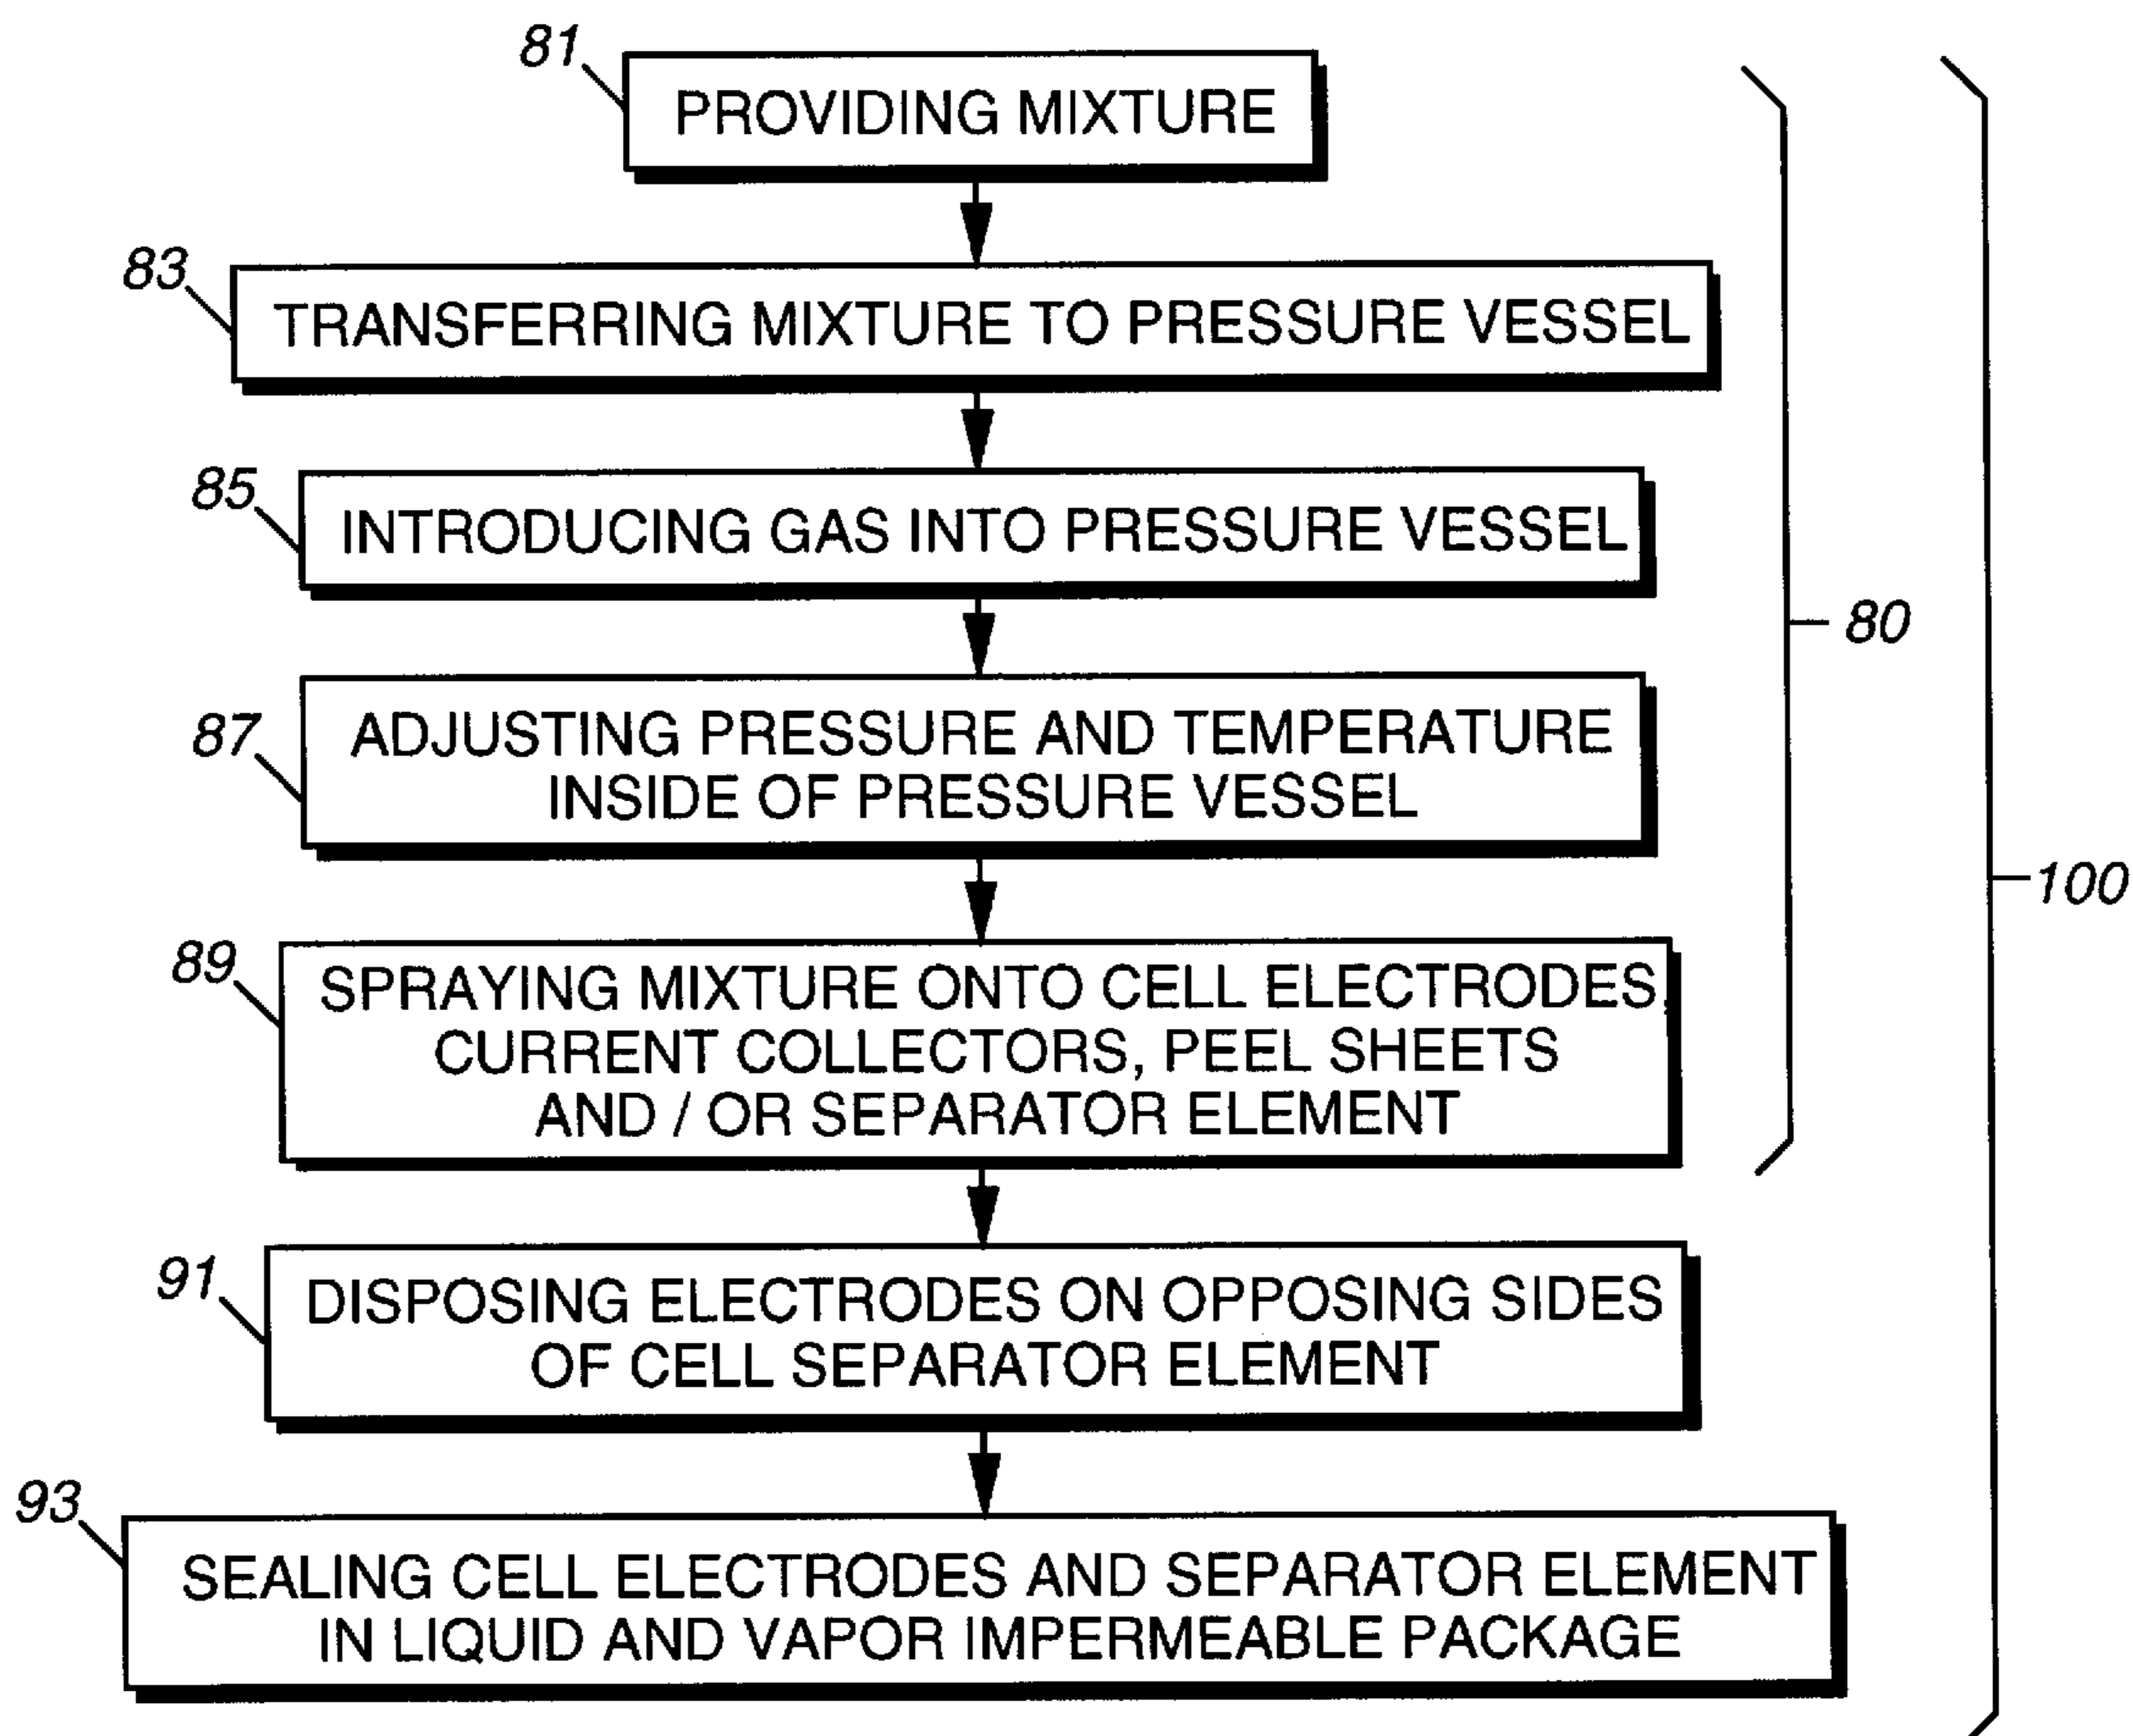 81
PROVIDING MIXTURE
83
TRANSFERRING MIXTURE TO PRESSURE VESSEL
85
INTRODUCING GAS INTO PRESSURE VESSEL
80
87
ADJUSTING PRESSURE AND TEMPERATURE
INSIDE OF PRESSURE VESSEL
100
89
SPRAYING MIXTURE ONTO CELL ELECTRODES,
CURRENT COLLECTORS, PEEL SHEETS
AND / OR SEPARATOR ELEMENT
91
DISPOSING ELECTRODES ON OPPOSING SIDES
OF CELL SEPARATOR ELEMENT
93
SEALING CELL ELECTRODES AND SEPARATOR ELEMENT
IN LIQUID AND VAPOR IMPERMEABLE PACKAGE